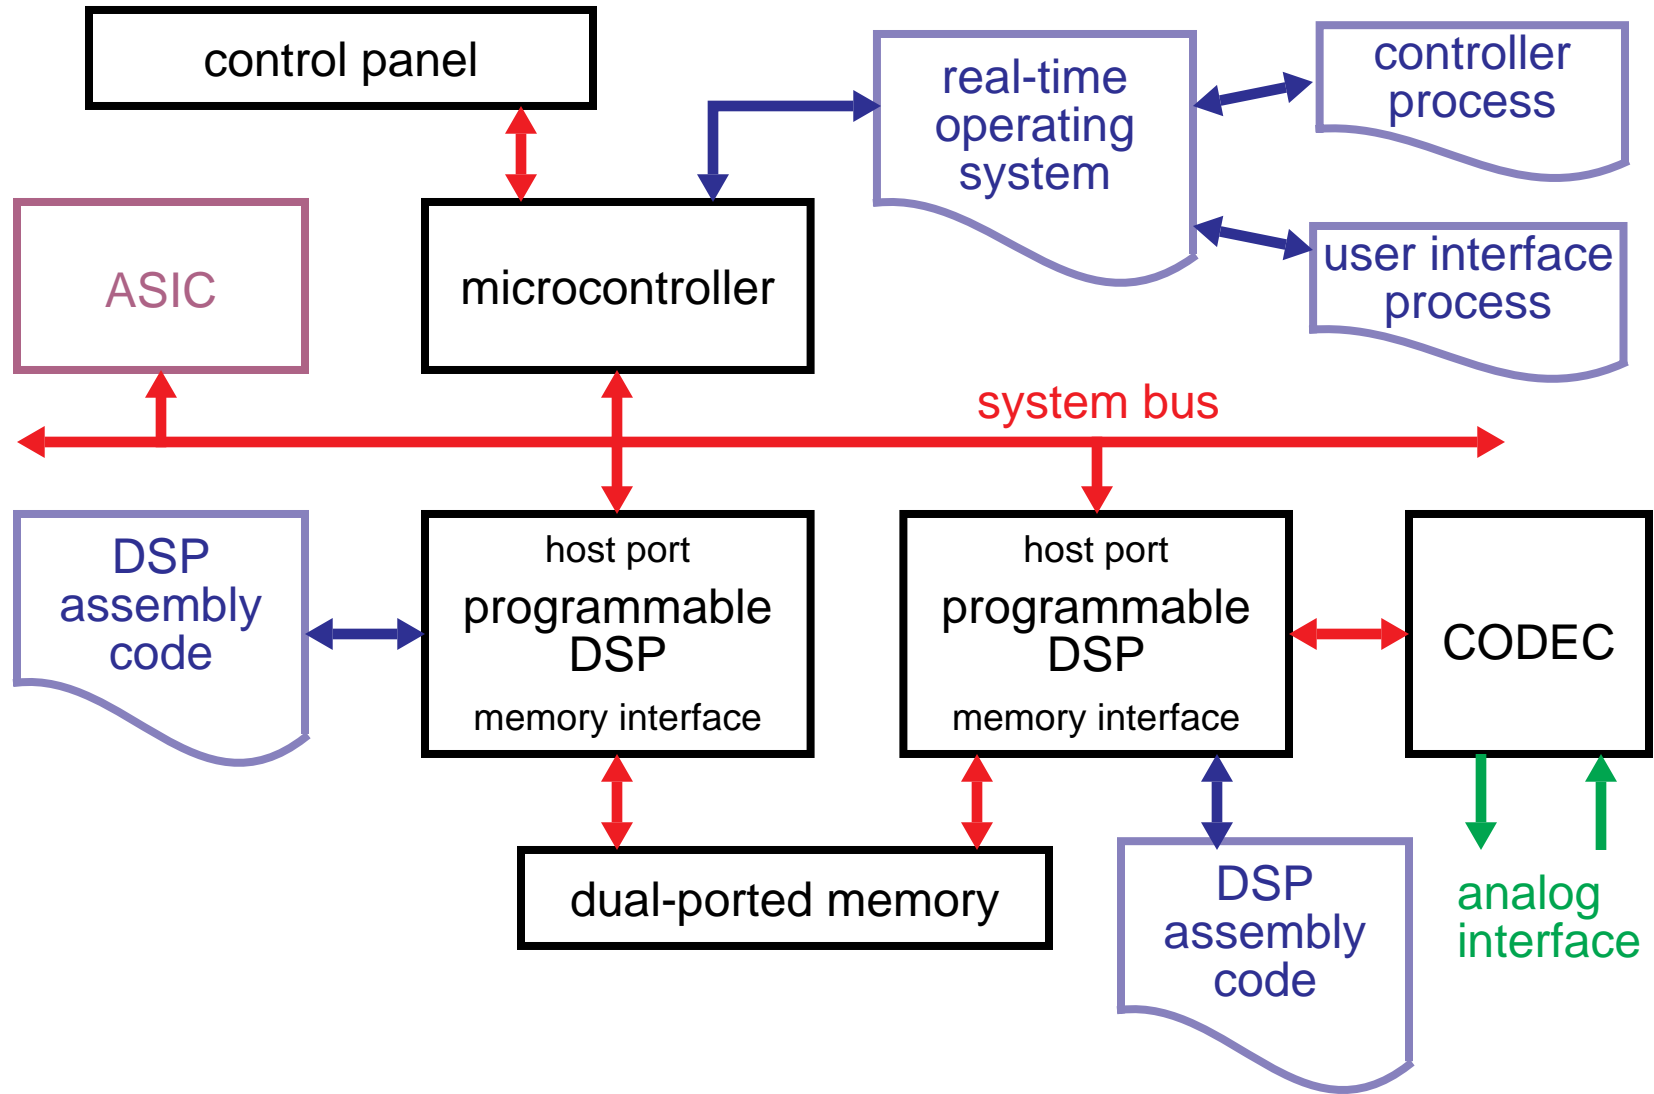 control panel
real-time
operating
system
controller
process
user interface
process
ASIC
microcontroller
system bus
DSP
assembly
code
host port
programmable
DSP
memory interface
host port
programmable
DSP
memory interface
CODEC
dual-ported memory
DSP
assembly
code
analog
interface